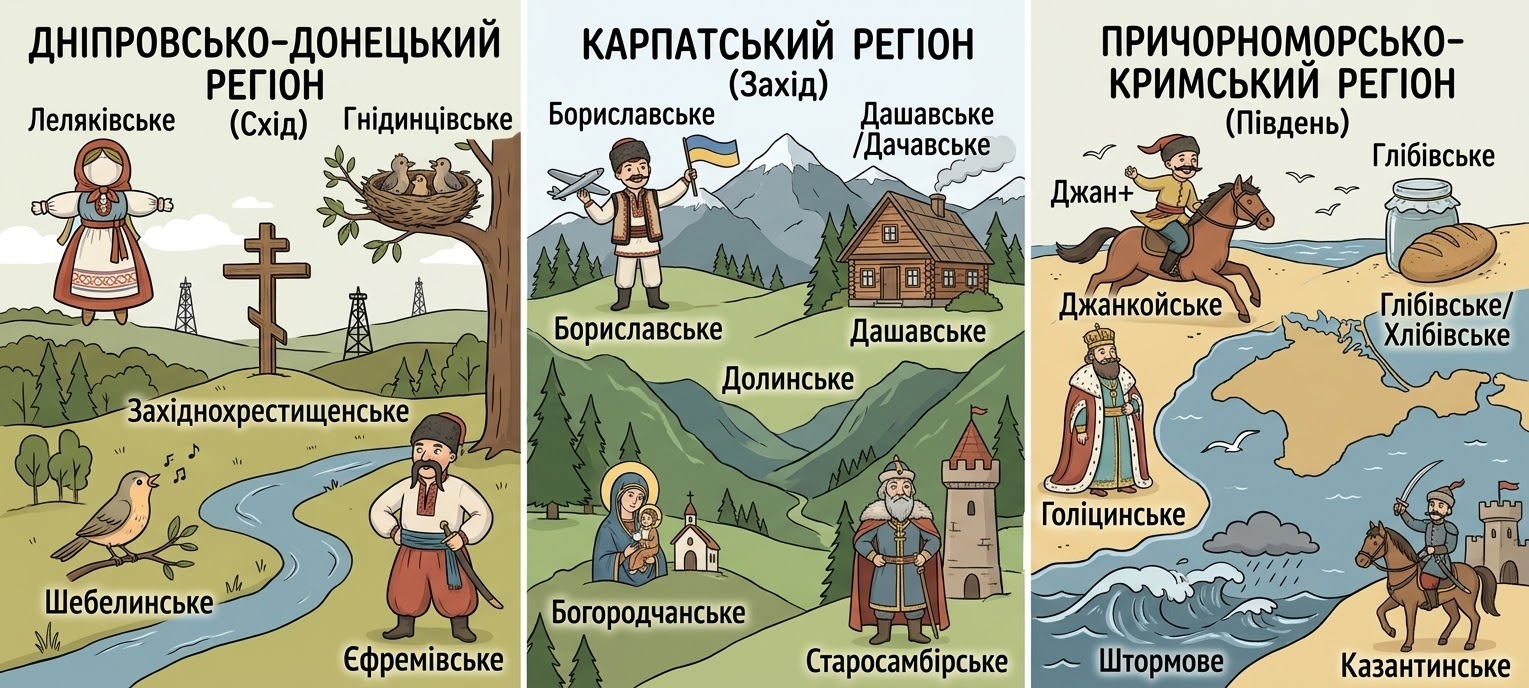 ДНІПРОВСЬКО-ДОНЕЦЬКИЙ
РЕГІОН
(Схід)
Леляківське
Гнідинцівське
Західнохрестищенське
Шебелинське
Єфремівське
КАРПАТСЬКИЙ РЕГІОН
(Захід)
Бориславське
Дашавське
/Дачавське
Бориславське
Дашавське
Долинське
Богородчанське
Старосамбірське
ПРИЧОРНОМОРСЬКО-
КРИМСЬКИЙ РЕГІОН
(Південь)
Джан+
Глібівське
Джанкойське
Глібівське/
Хлібівське
Голіцинське
Штормове
Казантинське